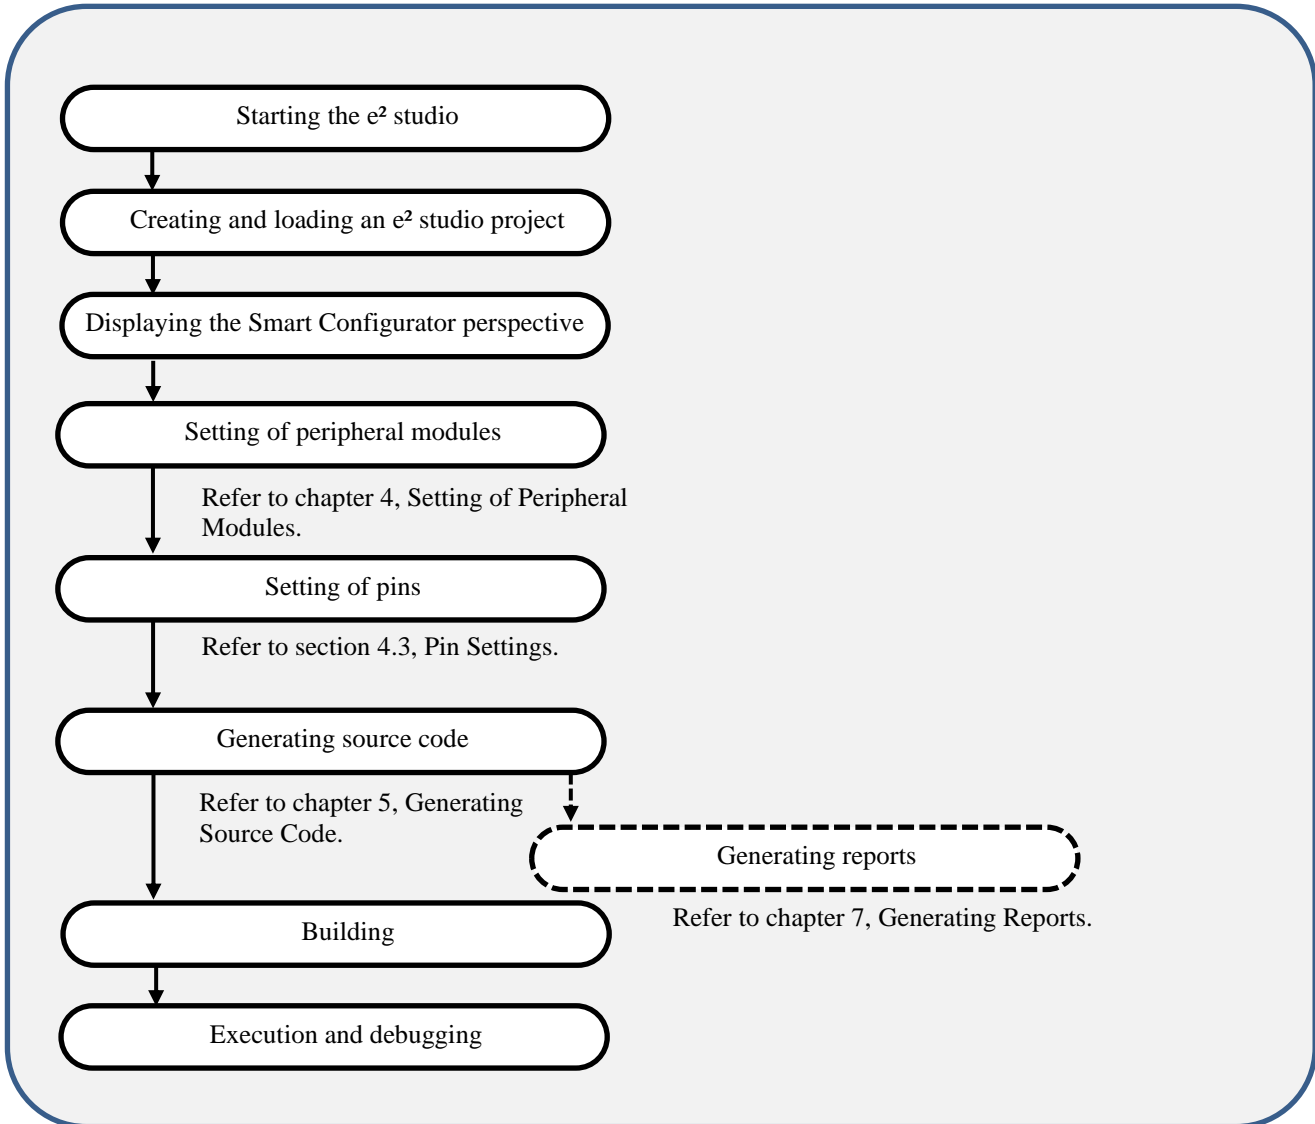 Starting the e² studio
Creating and loading an e² studio project
Displaying the Smart Configurator perspective
Setting of peripheral modules
Refer to chapter 4, Setting of Peripheral
Modules.
Setting of pins
Refer to section 4.3, Pin Settings.
Generating source code
Refer to chapter 5, Generating
Source Code.
Generating reports
Refer to chapter 7, Generating Reports.
Building
Execution and debugging